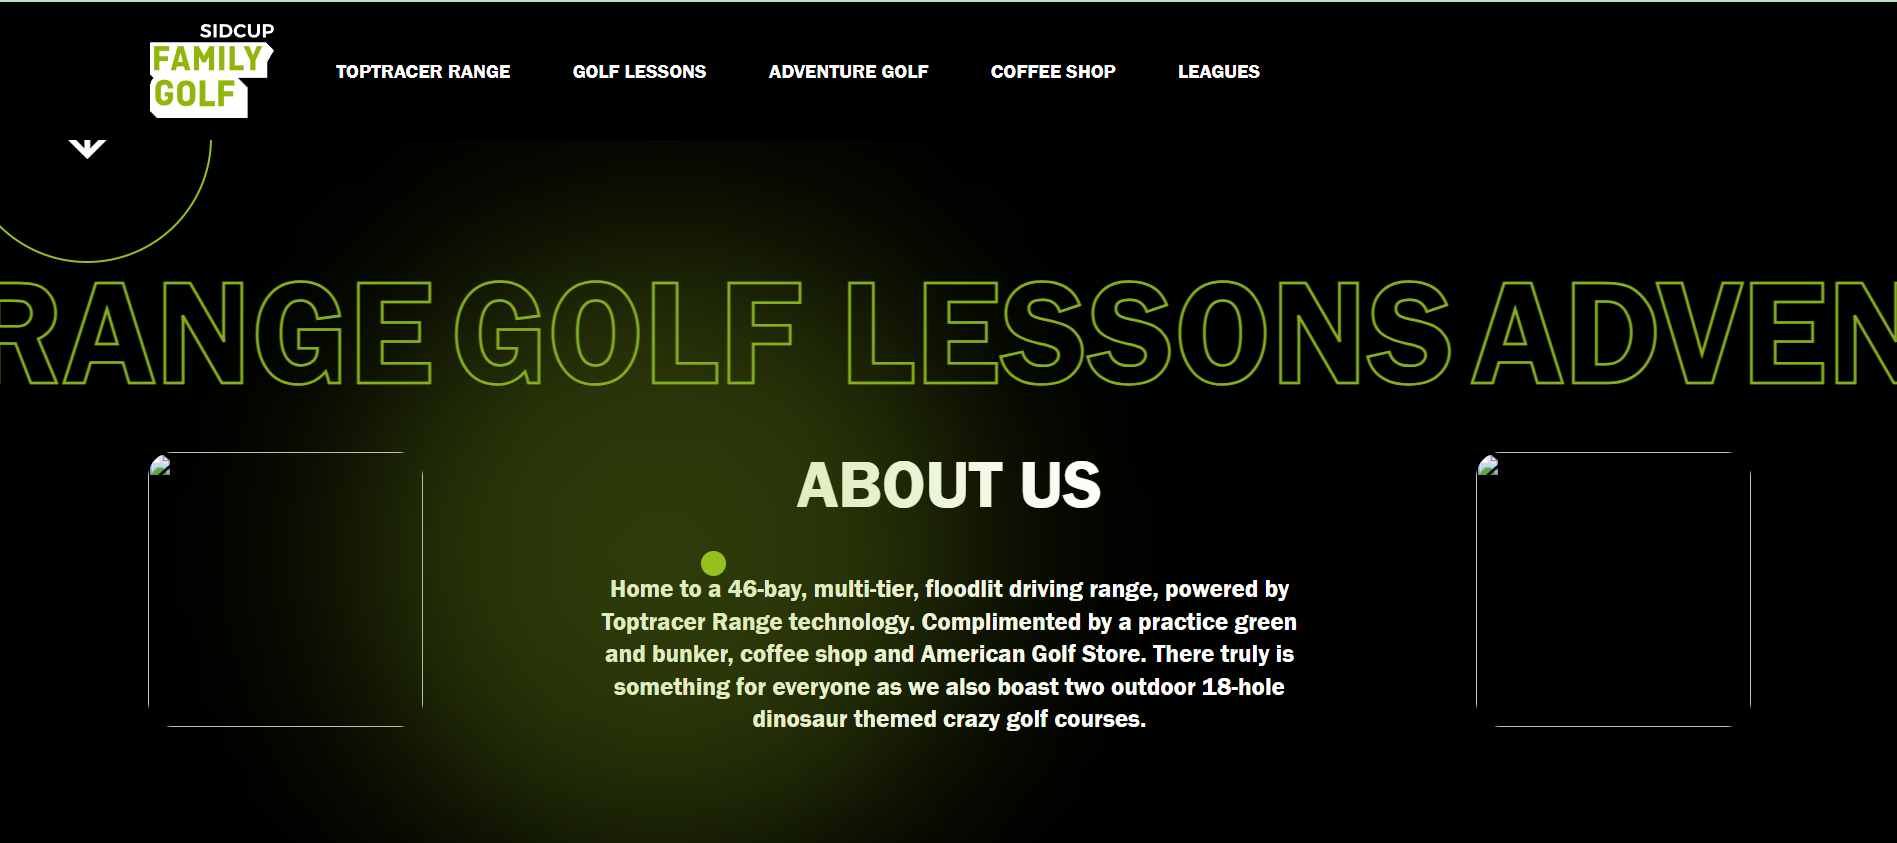 SIDCUP
FAMILY
GOLF
TOPTRACER RANGE GOLF LESSONS ADVENTURE GOLF COFFEE SHOP LEAGUES
RANGE GOLF LESSONS ADVEN
ABOUT US
Home to a 46-bay, multi-tier, floodlit driving range, powered by
Toptracer Range technology. Complimented by a practice green
and bunker, coffee shop and American Golf Store. There truly is
something for everyone as we also boast two outdoor 18-hole
dinosaur themed crazy golf courses.